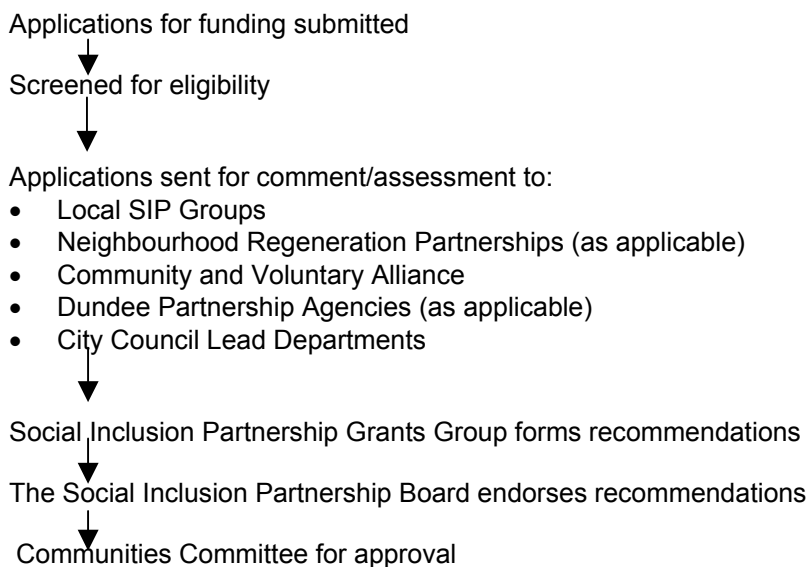 Applications for funding submitted
Screened for eligibility
Applications sent for comment/assessment to:
• Local SIP Groups
• Neighbourhood Regeneration Partnerships (as applicable)
• Community and Voluntary Alliance
• Dundee Partnership Agencies (as applicable)
• City Council Lead Departments
Social Inclusion Partnership Grants Group forms recommendations
The Social Inclusion Partnership Board endorses recommendations
Communities Committee for approval